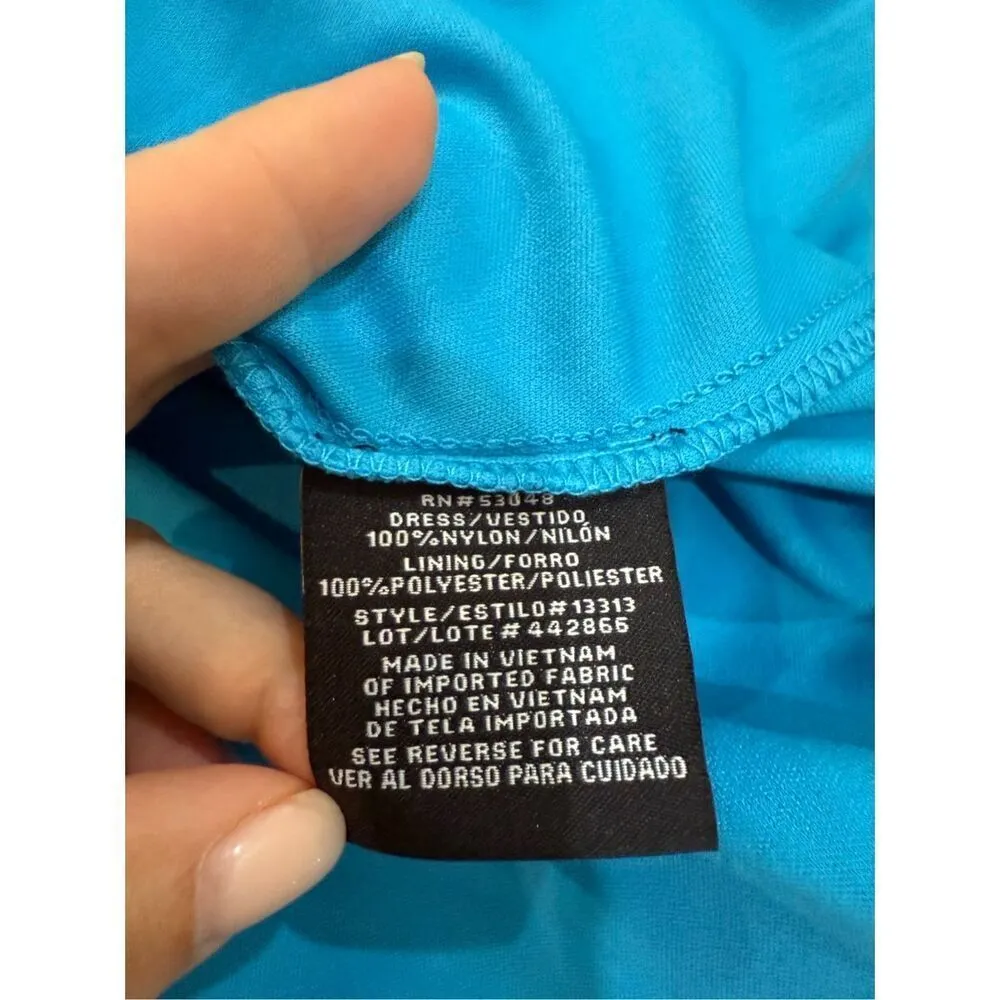 RN#53048
DRESS/VESTIDO
100%NYLON/NILÓN
LINING/FORRO
100%POLYESTER/POLIESTER
STYLE/ESTILO#13313
LOT/LOTE#442866
MADE IN VIETNAM
OF IMPORTED FABRIC
HECHO EN VIETNAM
DE TELA IMPORTADA
SEE REVERSE FOR CARE
VER AL DORSO PARA CUIDADO